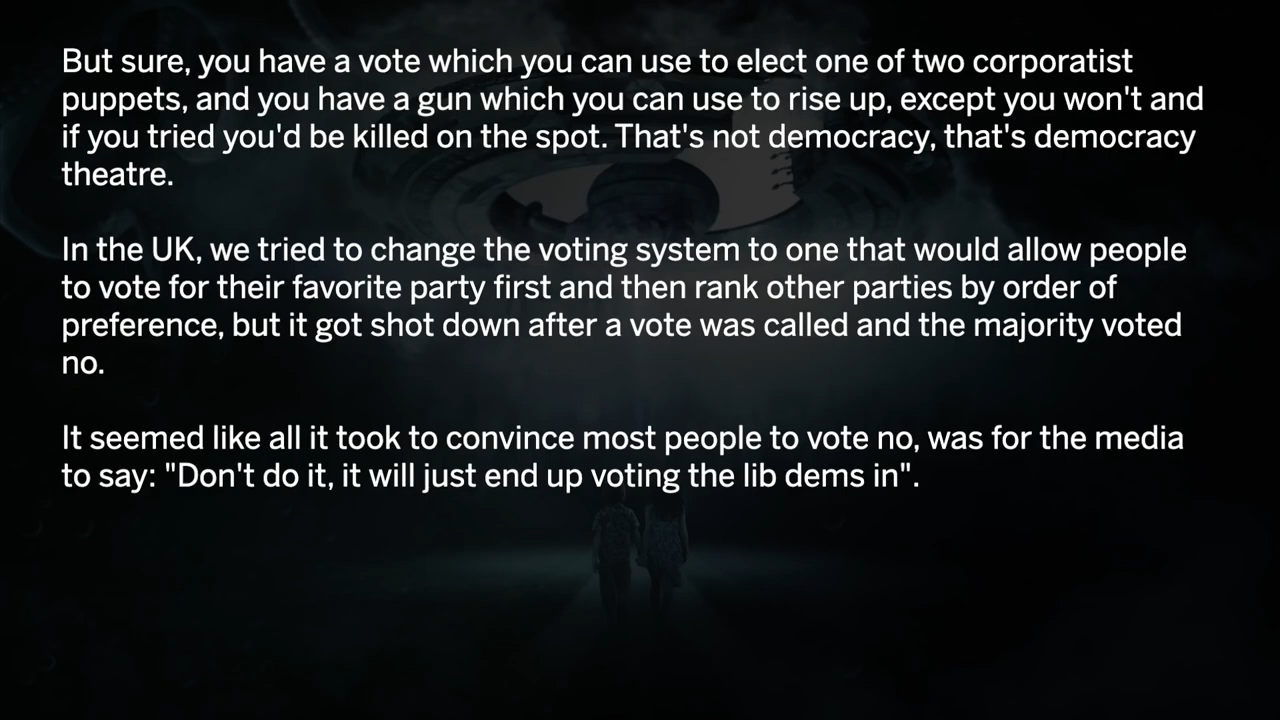 But sure, you have a vote which you can use to elect one of two corporatist
puppets, and you have a gun which you can use to rise up, except you won't and
if you tried you'd be killed on the spot. That's not democracy, that's democracy
theatre.
In the UK, we tried to change the voting system to one that would allow people
to vote for their favorite party first and then rank other parties by order of
preference, but it got shot down after a vote was called and the majority voted
no.
It seemed like all it took to convince most people to vote no, was for the media
to say: "Don't do it, it will just end up voting the lib dems in".